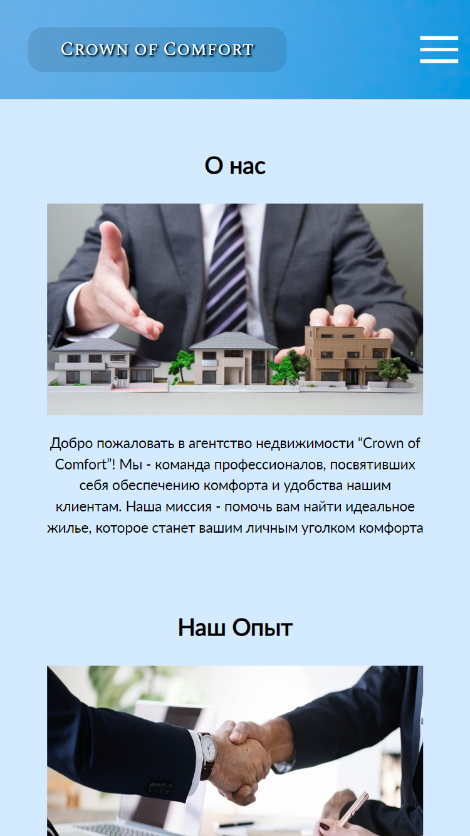 Crown of Comfort
О нас
Добро пожаловать в агентство недвижимости “Crown of
Comfort”! Мы - команда профессионалов, посвятивших
себя обеспечению комфорта и удобства нашим
клиентам. Наша миссия - помочь вам найти идеальное
жилье, которое станет вашим личным уголком комфорта
Наш Опыт